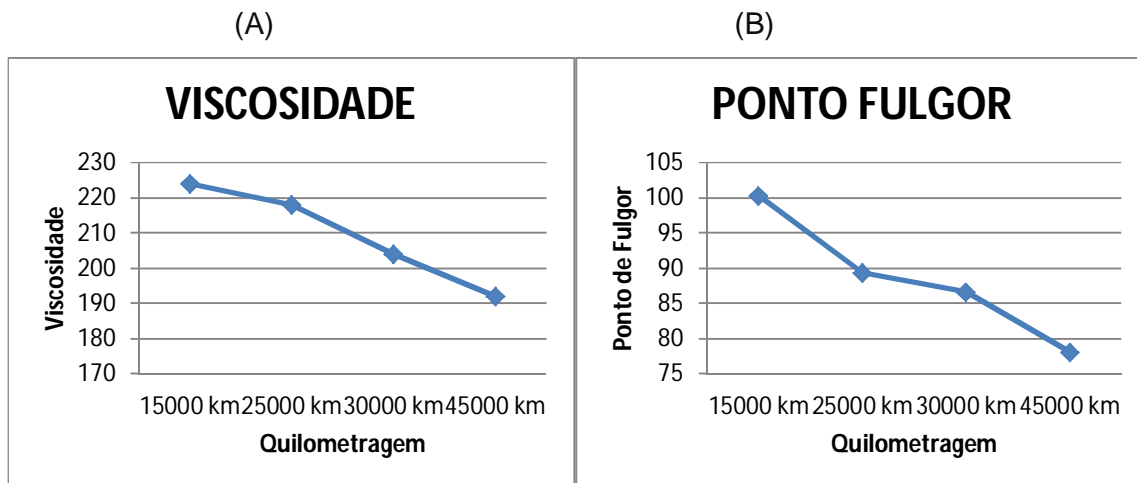 (A)
(B)
VISCOSIDADE
230
220
210
200
190
180
170
Viscosidade
15000 km 25000 km 30000 km 45000 km
Quilometragem
PONTO FULGOR
105
100
95
90
85
80
75
Ponto de Fulgor
15000 km 25000 km 30000 km 45000 km
Quilometragem